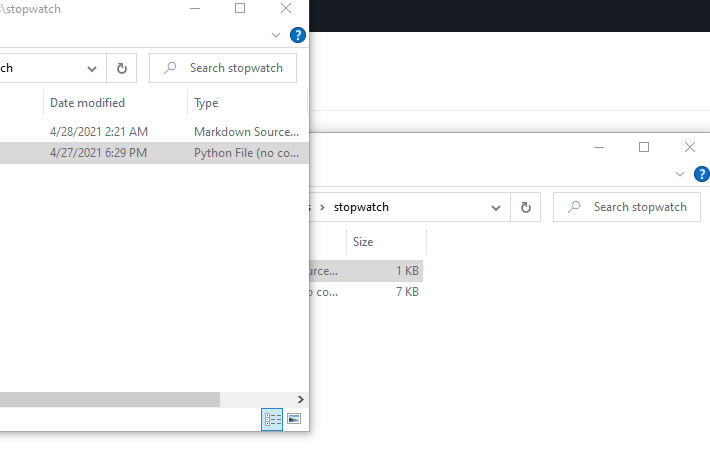 s\stopwatch
ch
Search stopwatch
Date modified
Type
4/28/2021 2:21 AM
Markdown Source...
4/27/2021 6:29 PM
Python File (no co...
s > stopwatch
Search stopwatch
Size
urce...
1 KB
o co...
7 KB